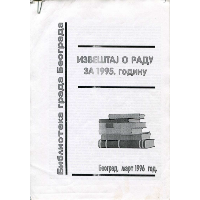 Библиотека града Београда
ИЗВЕШТАЈ О РАДУ
ЗА 1995. ГОДИНУ
Београд, март 1996 год.